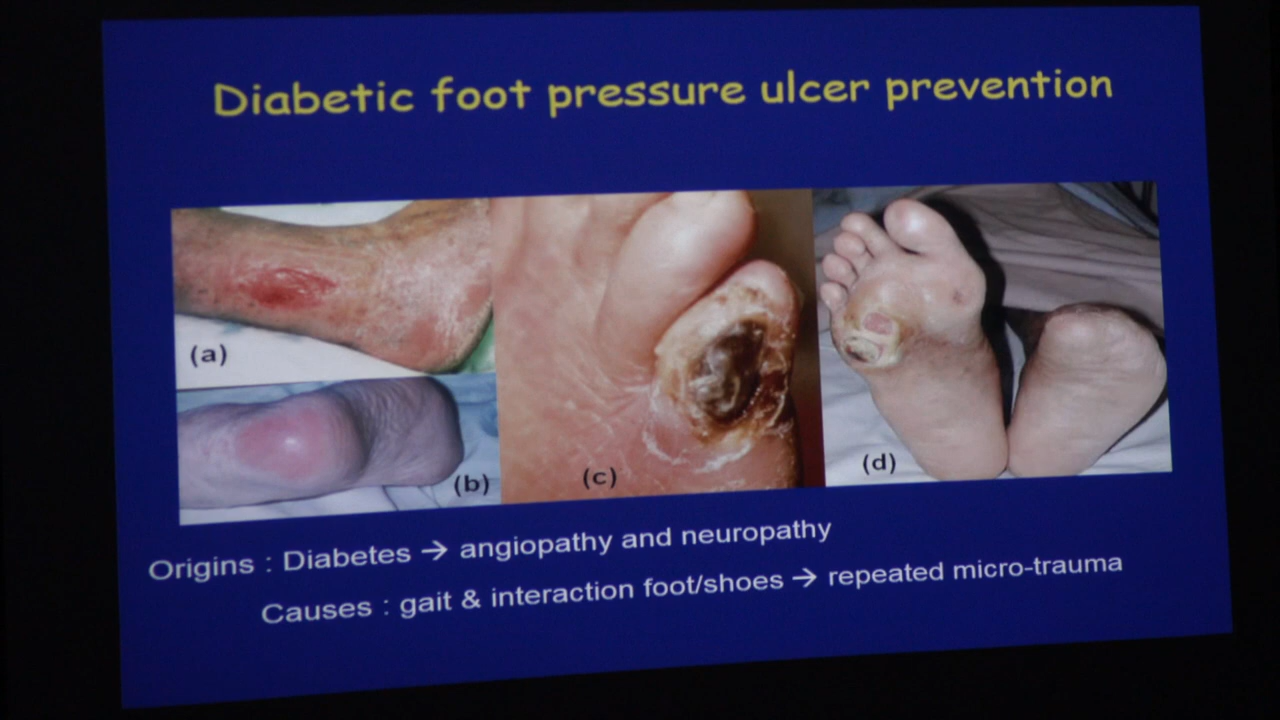 Diabetic foot pressure ulcer prevention
(a)
(b)
(c)
(d)
Origins : Diabetes → angiopathy and neuropathy
Causes : gait & interaction foot/shoes → repeated micro-trauma